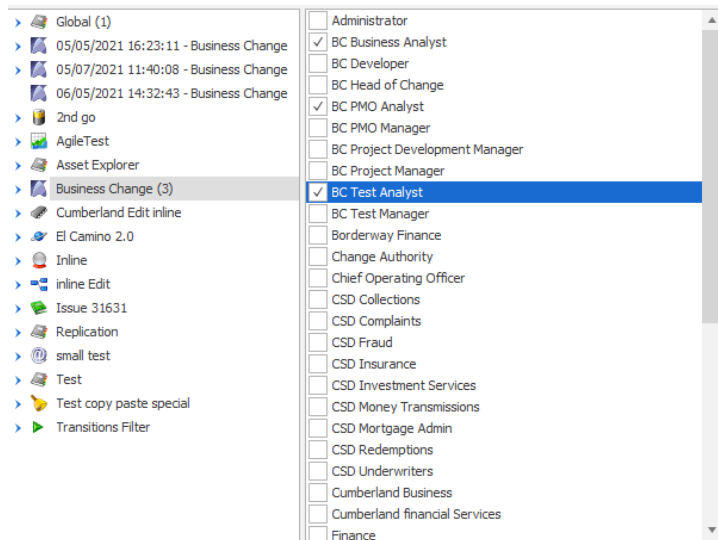 Global (1)
05/05/2021 16:23:11 - Business Change
05/07/2021 11:40:08 - Business Change
06/05/2021 14:32:43 - Business Change
2nd go
AgileTest
Asset Explorer
Business Change (3)
Cumberland Edit inline
El Camino 2.0
Inline
inline Edit
Issue 31631
Replication
small test
Test
Test copy paste special
Transitions Filter
Administrator
BC Business Analyst
BC Developer
BC Head of Change
BC PMO Analyst
BC PMO Manager
BC Project Development Manager
BC Project Manager
BC Test Analyst
BC Test Manager
Borderway Finance
Change Authority
Chief Operating Officer
CSD Collections
CSD Complaints
CSD Fraud
CSD Insurance
CSD Investment Services
CSD Money Transmissions
CSD Mortgage Admin
CSD Redemptions
CSD Underwriters
Cumberland Business
Cumberland financial Services
Finance